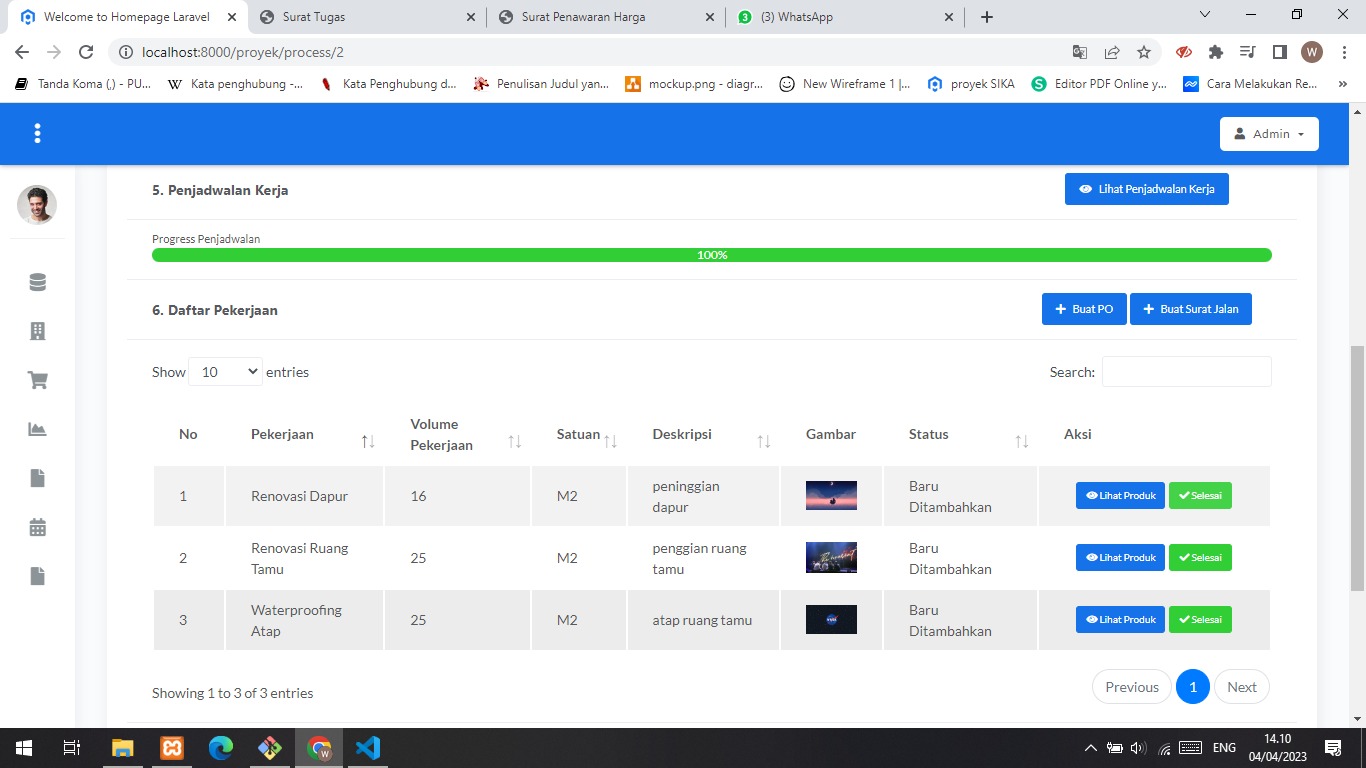 Welcome to Homepage Laravel
Surat Tugas
Surat Penawaran Harga
(3) WhatsApp
localhost:8000/proyek/process/2
W
Tanda Koma (,) - PU...
Kata penghubung -...
Kata Penghubung d...
Penulisan Judul yan...
mockup.png - diagr...
New Wireframe 1 |...
proyek SIKA
Editor PDF Online y...
Cara Melakukan Re...
Admin
5. Penjadwalan Kerja
Lihat Penjadwalan Kerja
Progress Penjadwalan
100%
6. Daftar Pekerjaan
Buat PO
Buat Surat Jalan
Show 10 entries
Search:
No
Pekerjaan
Volume
Pekerjaan
Satuan
Deskripsi
Gambar
Status
Aksi
1
Renovasi Dapur
16
M2
peninggian
dapur
Baru
Ditambahkan
Lihat Produk
Selesai
2
Renovasi Ruang
Tamu
25
M2
penggian ruang
tamu
Baru
Ditambahkan
Lihat Produk
Selesai
3
Waterproofing
Atap
25
M2
atap ruang tamu
Baru
Ditambahkan
Lihat Produk
Selesai
Showing 1 to 3 of 3 entries
Previous
1
Next
ENG
14.10
04/04/2023